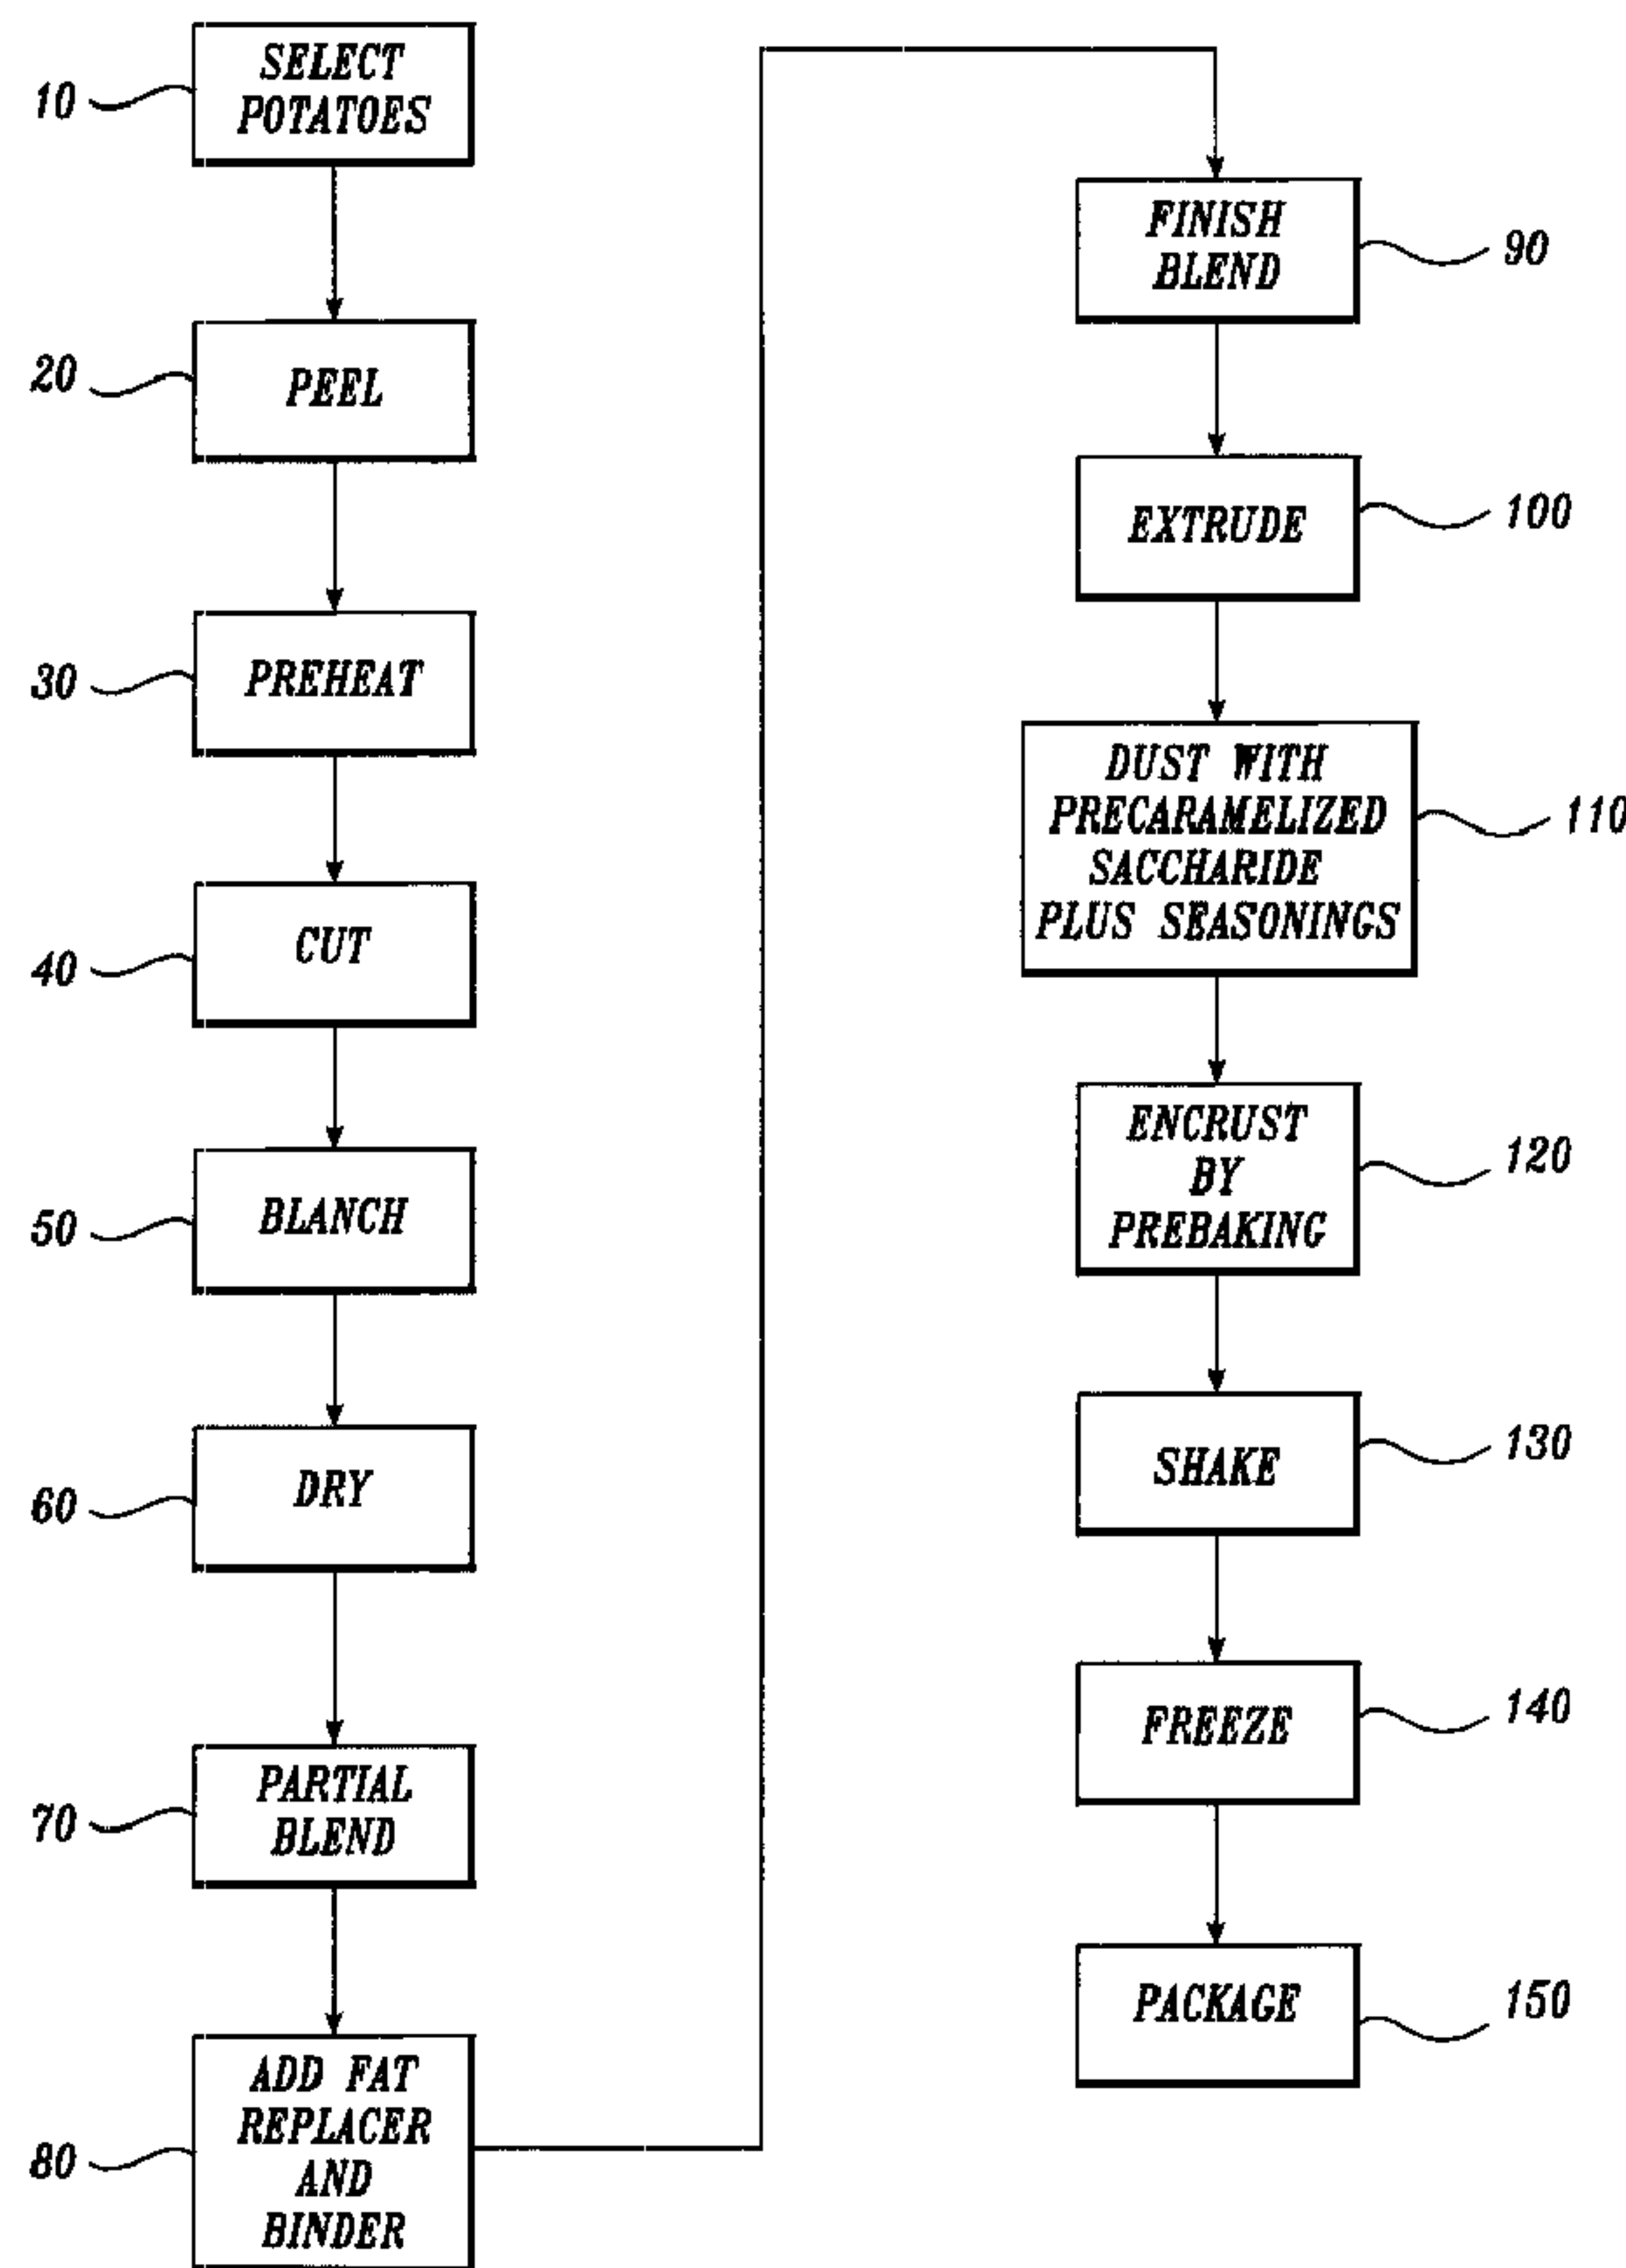 10
SELECT
POTATOES
20
PEEL
30
PREHEAT
40
CUT
50
BLANCH
60
DRY
70
PARTIAL
BLEND
80
ADD FAT
REPLACER
AND
BINDER
FINISH
BLEND
90
EXTRUDE
100
DUST WITH
PRECARAMELIZED
SACCHARIDE
PLUS SEASONINGS
110
ENCRUST
BY
PREBAKING
120
SHAKE
130
FREEZE
140
PACKAGE
150